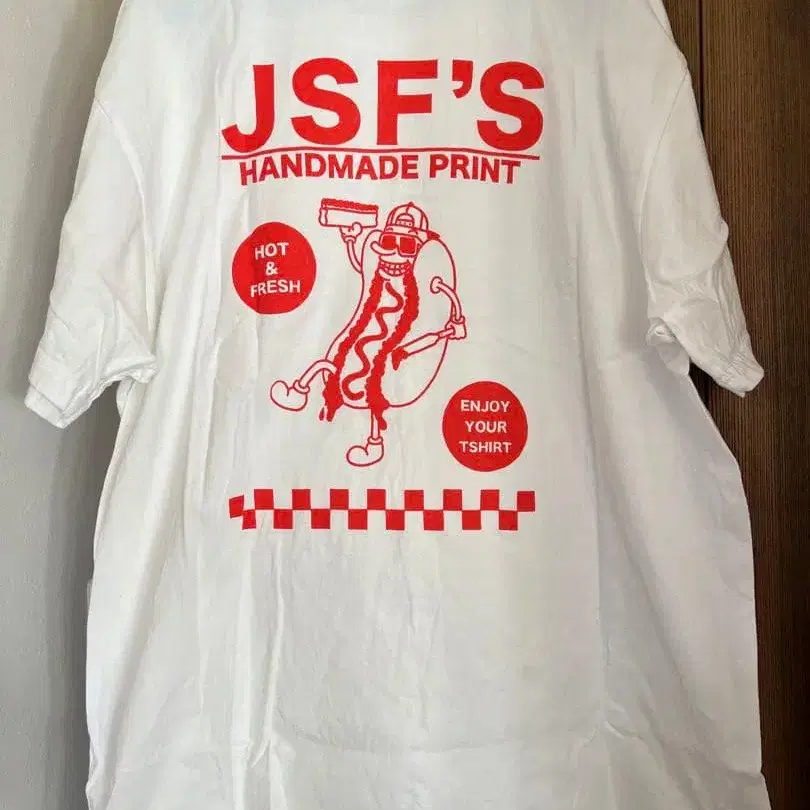 JSF'S
HANDMADE PRINT
HOT
&
FRESH
ENJOY
YOUR
TSHIRT